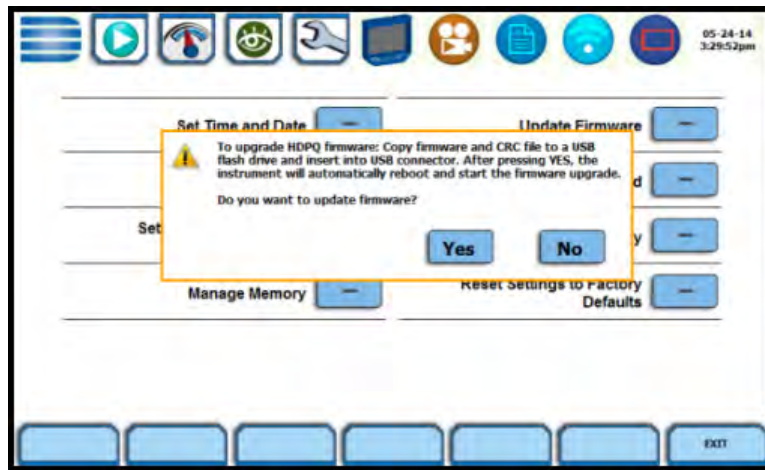 05-24-14
3:29:52pm
Set Time and Date
Update Firmware
To upgrade HDPQ firmware: Copy firmware and CRC file to a USB
flash drive and insert into USB connector. After pressing YES, the
instrument will automatically reboot and start the firmware upgrade.
Do you want to update firmware?
Yes
No
d
Set
y
Manage Memory
Reset Settings to Factory
Defaults
EXIT